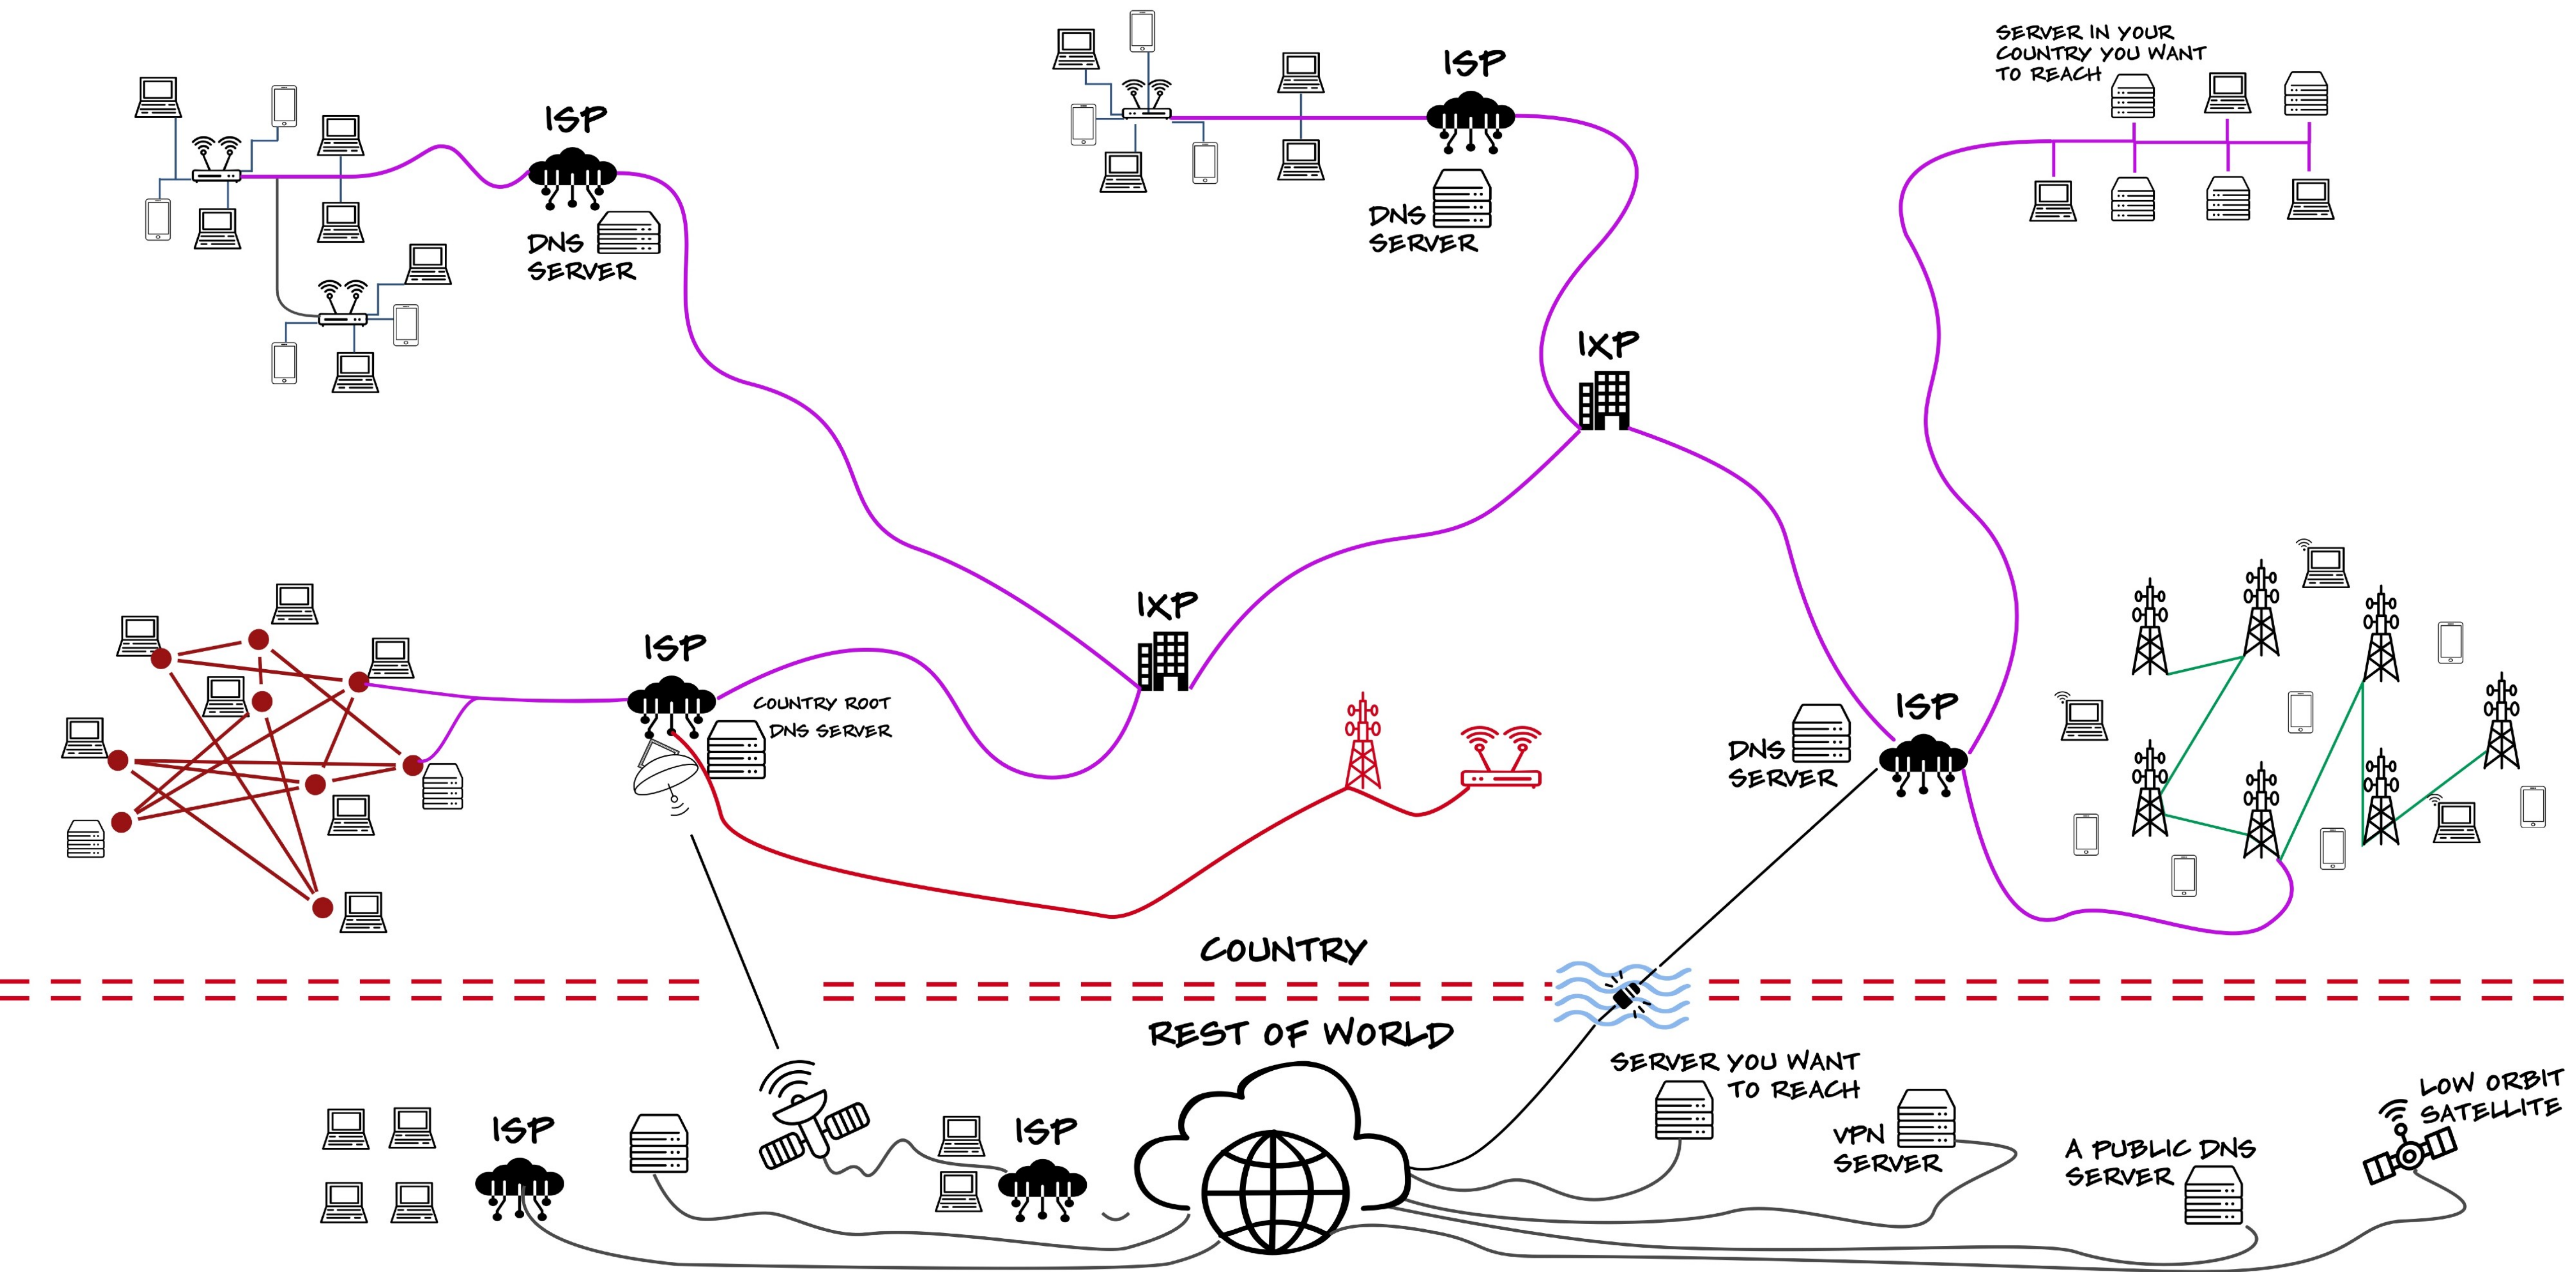 SERVER IN YOUR
COUNTRY YOU WANT
TO REACH
ISP
ISP
DNS
SERVER
DNS
SERVER
IXP
IXP
ISP
COUNTRY ROOT
DNS SERVER
ISP
DNS
SERVER
COUNTRY
REST OF WORLD
SERVER YOU WANT
TO REACH
LOW ORBIT
SATELLITE
ISP
ISP
VPN
SERVER
A PUBLIC DNS
SERVER